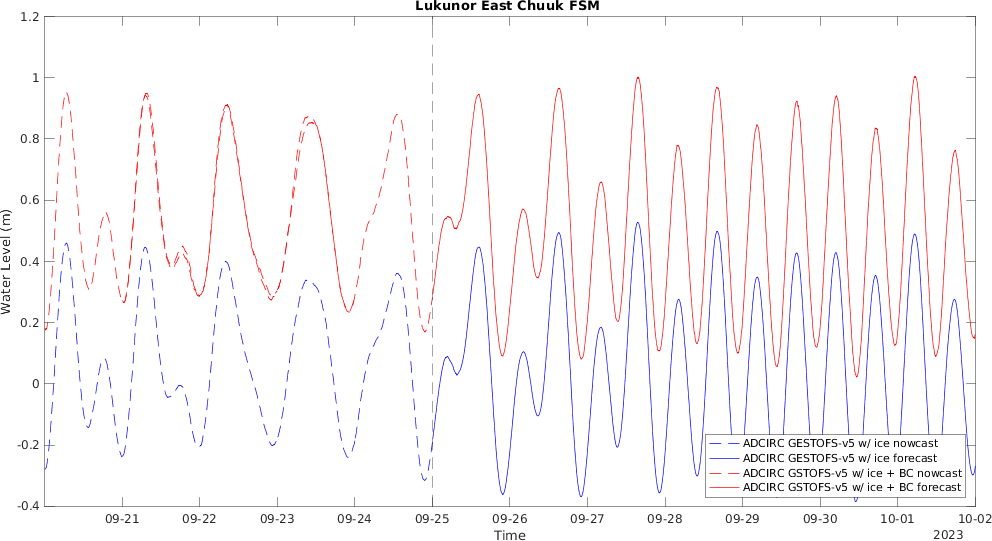 Lukunor East Chuuk FSM
1.2
1
0.8
0.6
0.4
0.2
0
-0.2
-0.4
Water Level (m)
ADCIRC GESTOFS-v5 w/ ice nowcast
ADCIRC GESTOFS-v5 w/ ice forecast
ADCIRC GSTOFS-v5 w/ ice + BC nowcast
ADCIRC GSTOFS-v5 w/ ice + BC forecast
09-21 09-22 09-23 09-24 09-25 09-26 09-27 09-28 09-29 09-30 10-01 10-02
Time
2023